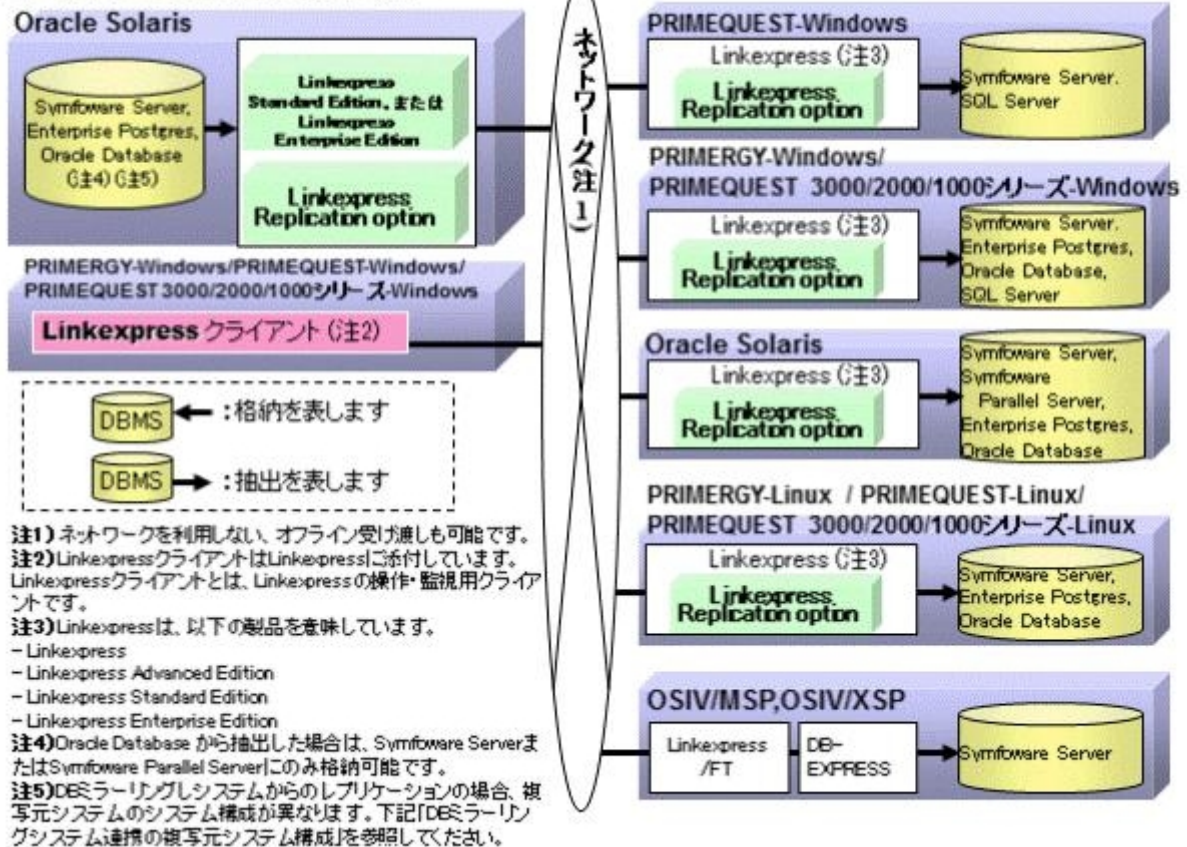 Oracle Solaris
Symfoware Server,
Enterprise Postgres,
Oracle Database
(注4)(注5)
Linkexpress
Standard Edition、または
Linkexpress
Enterprise Edition
Linkexpress
Replication option
PRIMERGY-Windows/PRIMEQUEST-Windows/
PRIMEQUEST 3000/2000/1000シリーズ-Windows
Linkexpress クライアント (注2)
DBMS
:格納を表します
DBMS
:抽出を表します
注1) ネットワークを利用しない、オフライン受け渡しも可能です。
注2)LinkexpressクライアントはLinkexpressに添付しています。
Linkexpressクライアントとは、Linkexpressの操作・監視用クライア
ントです。
注3)Linkexpressは、以下の製品を意味しています。
- Linkexpress
- Linkexpress Advanced Edition
- Linkexpress Standard Edition
- Linkexpress Enterprise Edition
注4)Oracle Database から抽出した場合は、Symfoware Serverま
たはSymfoware Parallel Serverにのみ格納可能です。
注5)DBミラーリングしシステムからのレプリケーションの場合、複
写元システムのシステム構成が異なります。下記「DBミラーリン
グシステム連携の複写元システム構成」を参照してください。
ネットワーク(注1)
PRIMEQUEST-Windows
Linkexpress (注3)
Linkexpress
Replication option
Symfoware Server.
SQL Server
PRIMERGY-Windows/
PRIMEQUEST 3000/2000/1000シリーズ-Windows
Linkexpress (注3)
Linkexpress
Replication option
Symfoware Server.
Enterprise Postgres,
Oracle Database,
SQL Server
Oracle Solaris
Linkexpress (注3)
Linkexpress
Replication option
Symfoware Server,
Symfoware
Parallel Server,
Enterprise Postgres,
Oracle Database
PRIMERGY-Linux / PRIMEQUEST-Linux/
PRIMEQUEST 3000/2000/1000シリーズ-Linux
Linkexpress (注3)
Linkexpress
Replication option
Symfoware Server,
Enterprise Postgres,
Oracle Database
OSIV/MSP,OSIV/XSP
Linkexpress
/FT
DB-
EXPRESS
Symfoware Server